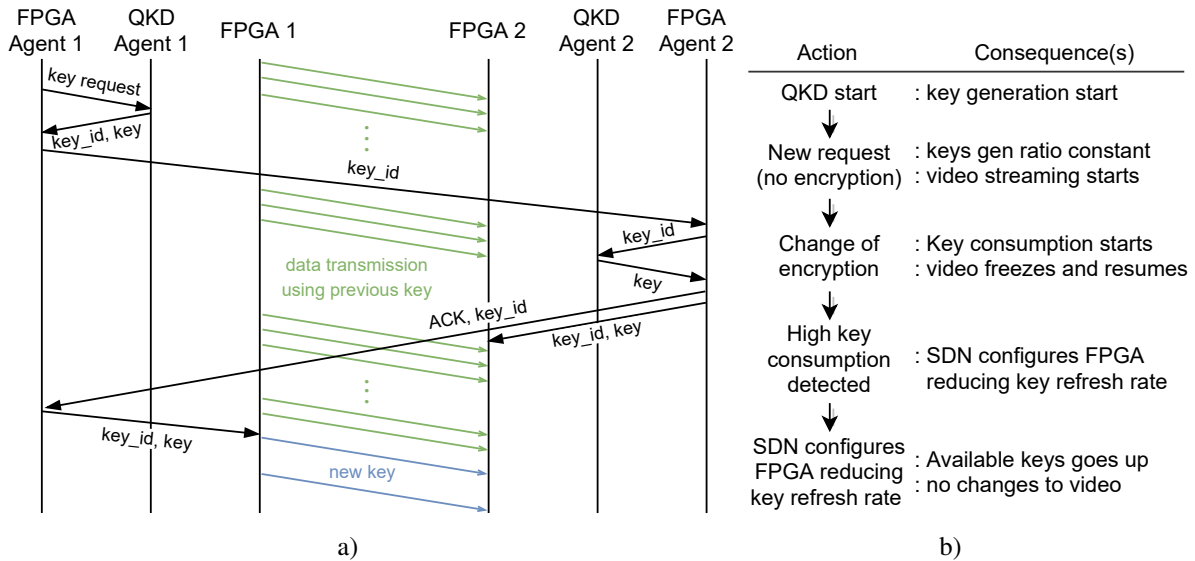 FPGA
Agent 1
QKD
Agent 1
FPGA 1
FPGA 2
QKD
Agent 2
FPGA
Agent 2
key request
key_id, key
key_id
key_id
data transmission
using previous key
key
ACK, key_id
key_id, key
key_id, key
new key
a)
Action
Consequence(s)
QKD start
: key generation start
New request
(no encryption)
: keys gen ratio constant
: video streaming starts
Change of
encryption
: Key consumption starts
: video freezes and resumes
High key
consumption
detected
: SDN configures FPGA
reducing key refresh rate
SDN configures
FPGA reducing
key refresh rate
: Available keys goes up
: no changes to video
b)